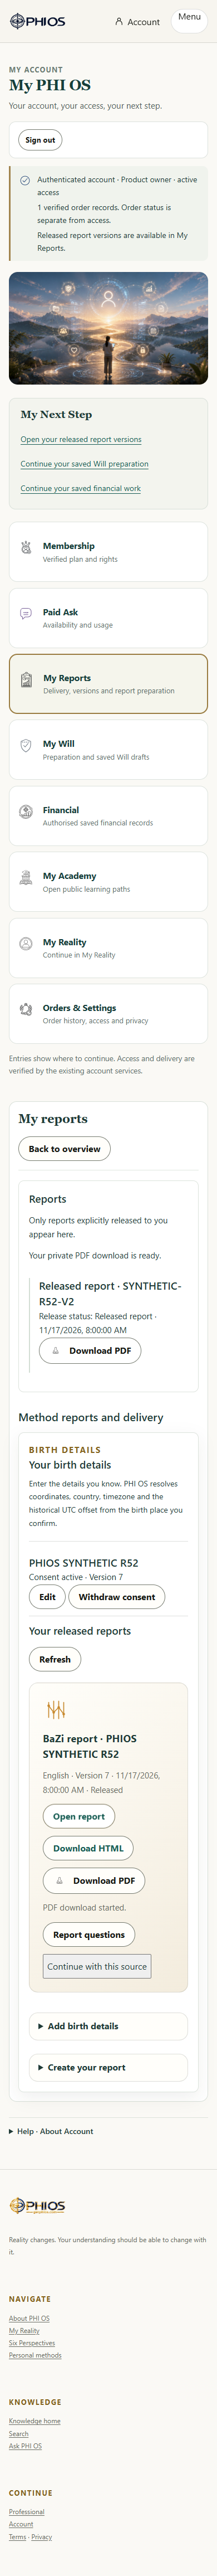 PHIOS
Account
Menu
MY ACCOUNT
My PHI OS
Your account, your access, your next step.
Sign out
Authenticated account · Product owner · active
access
1 verified order records. Order status is
separate from access.
Released report versions are available in My
Reports.
My Next Step
Open your released report versions
Continue your saved Will preparation
Continue your saved financial work
Membership
Verified plan and rights
Paid Ask
Availability and usage
My Reports
Delivery, versions and report preparation
My Will
Preparation and saved Will drafts
Financial
Authorised saved financial records
My Academy
Open public learning paths
My Reality
Continue in My Reality
Orders & Settings
Order history, access and privacy
Entries show where to continue. Access and delivery are
verified by the existing account services.
My reports
Back to overview
Reports
Only reports explicitly released to you
appear here.
Your private PDF download is ready.
Released report · SYNTHETIC-
R52-V2
Release status: Released report ·
11/17/2026, 8:00:00 AM
Download PDF
Method reports and delivery
BIRTH DETAILS
Your birth details
Enter the details you know. PHI OS resolves
coordinates, country, timezone and the
historical UTC offset from the birth place you
confirm.
PHIOS SYNTHETIC R52
Consent active · Version 7
Edit
Withdraw consent
Your released reports
Refresh
BaZi report · PHIOS
SYNTHETIC R52
English · Version 7 · 11/17/2026,
8:00:00 AM · Released
Open report
Download HTML
Download PDF
PDF download started.
Report questions
Continue with this source
Add birth details
Create your report
Help · About Account
PHIOS
Reality changes. Your understanding should be able to change with
it.
NAVIGATE
About PHI OS
My Reality
Six Perspectives
Personal methods
KNOWLEDGE
Knowledge home
Search
Ask PHI OS
CONTINUE
Professional
Account
Terms · Privacy